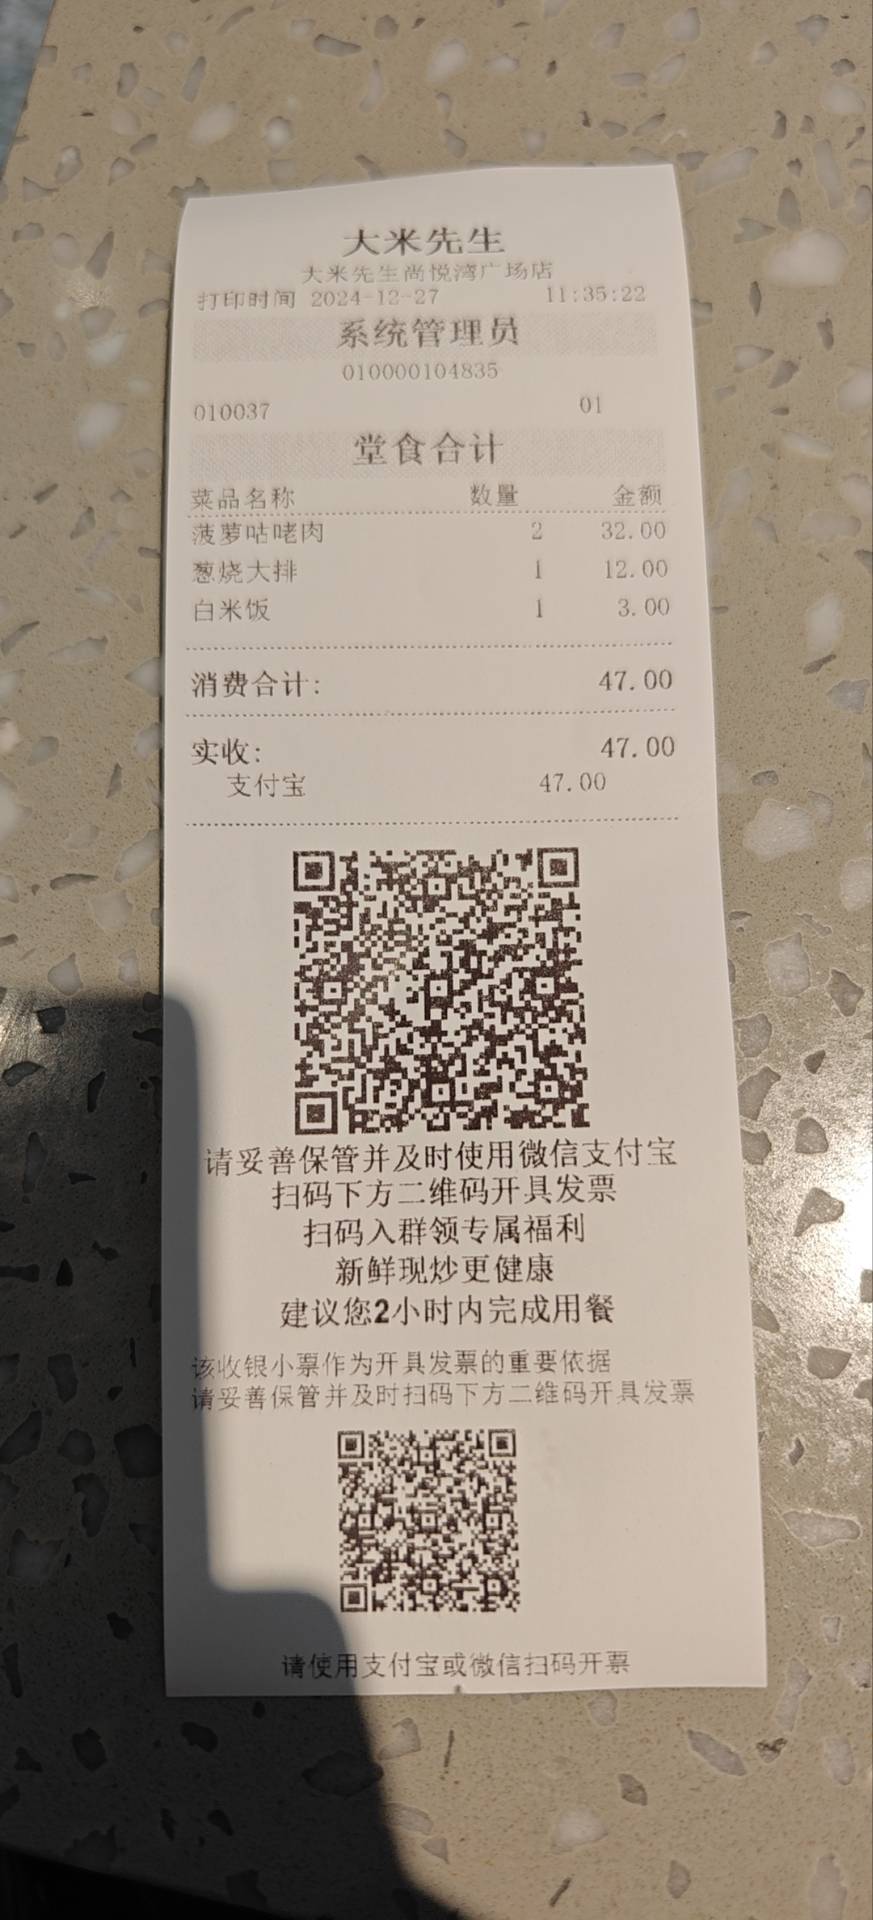 大米先生
大米先生尚悦湾广场店
打印时间 2024-12-27 11:35:22
系统管理员
010000104835
010037 01
堂食合计
菜品名称 数量 金额
菠萝咕咾肉 2 32.00
葱烧大排 1 12.00
白米饭 1 3.00
消费合计: 47.00
实收: 47.00
支付宝 47.00
请妥善保管并及时使用微信支付宝
扫码下方二维码开具发票
扫码入群领专属福利
新鲜现炒更健康
建议您2小时内完成用餐
该收银小票作为开具发票的重要依据
请妥善保管并及时扫码下方二维码开具发票
请使用支付宝或微信扫码开票